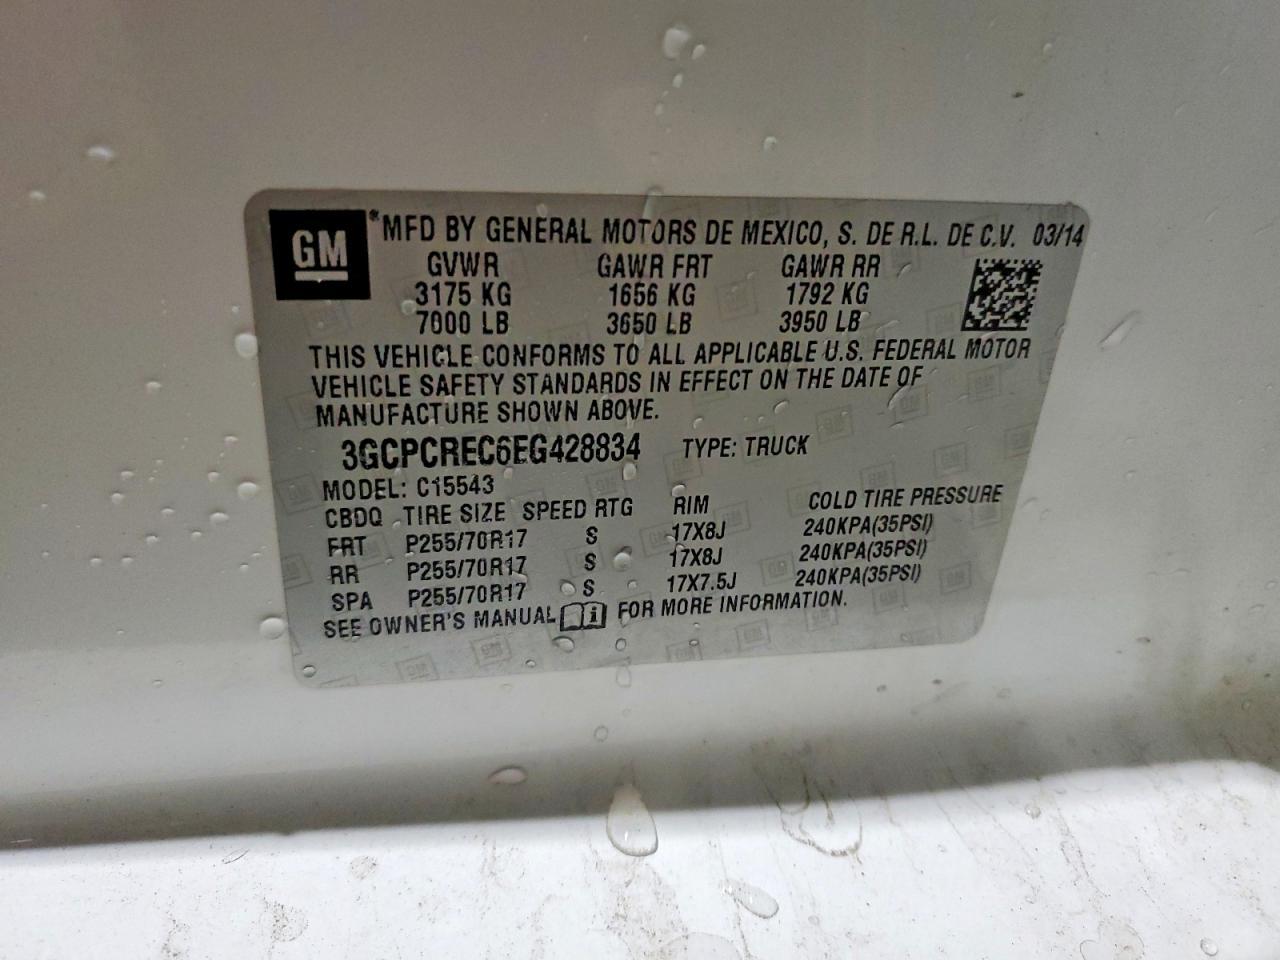 GM *MFD BY GENERAL MOTORS DE MEXICO, S. DE R.L. DE C.V. 03/14
GVWR GAWR FRT GAWR RR
3175 KG 1656 KG 1792 KG
7000 LB 3650 LB 3950 LB
THIS VEHICLE CONFORMS TO ALL APPLICABLE U.S. FEDERAL MOTOR
VEHICLE SAFETY STANDARDS IN EFFECT ON THE DATE OF
MANUFACTURE SHOWN ABOVE.
3GCPCREC6EG428834 TYPE: TRUCK
MODEL: C15543
CBDQ TIRE SIZE SPEED RTG RIM COLD TIRE PRESSURE
FRT P255/70R17 S 17X8J 240KPA(35PSI)
RR P255/70R17 S 17X8J 240KPA(35PSI)
SPA P255/70R17 S 17X7.5J 240KPA(35PSI)
SEE OWNER'S MANUAL i FOR MORE INFORMATION.